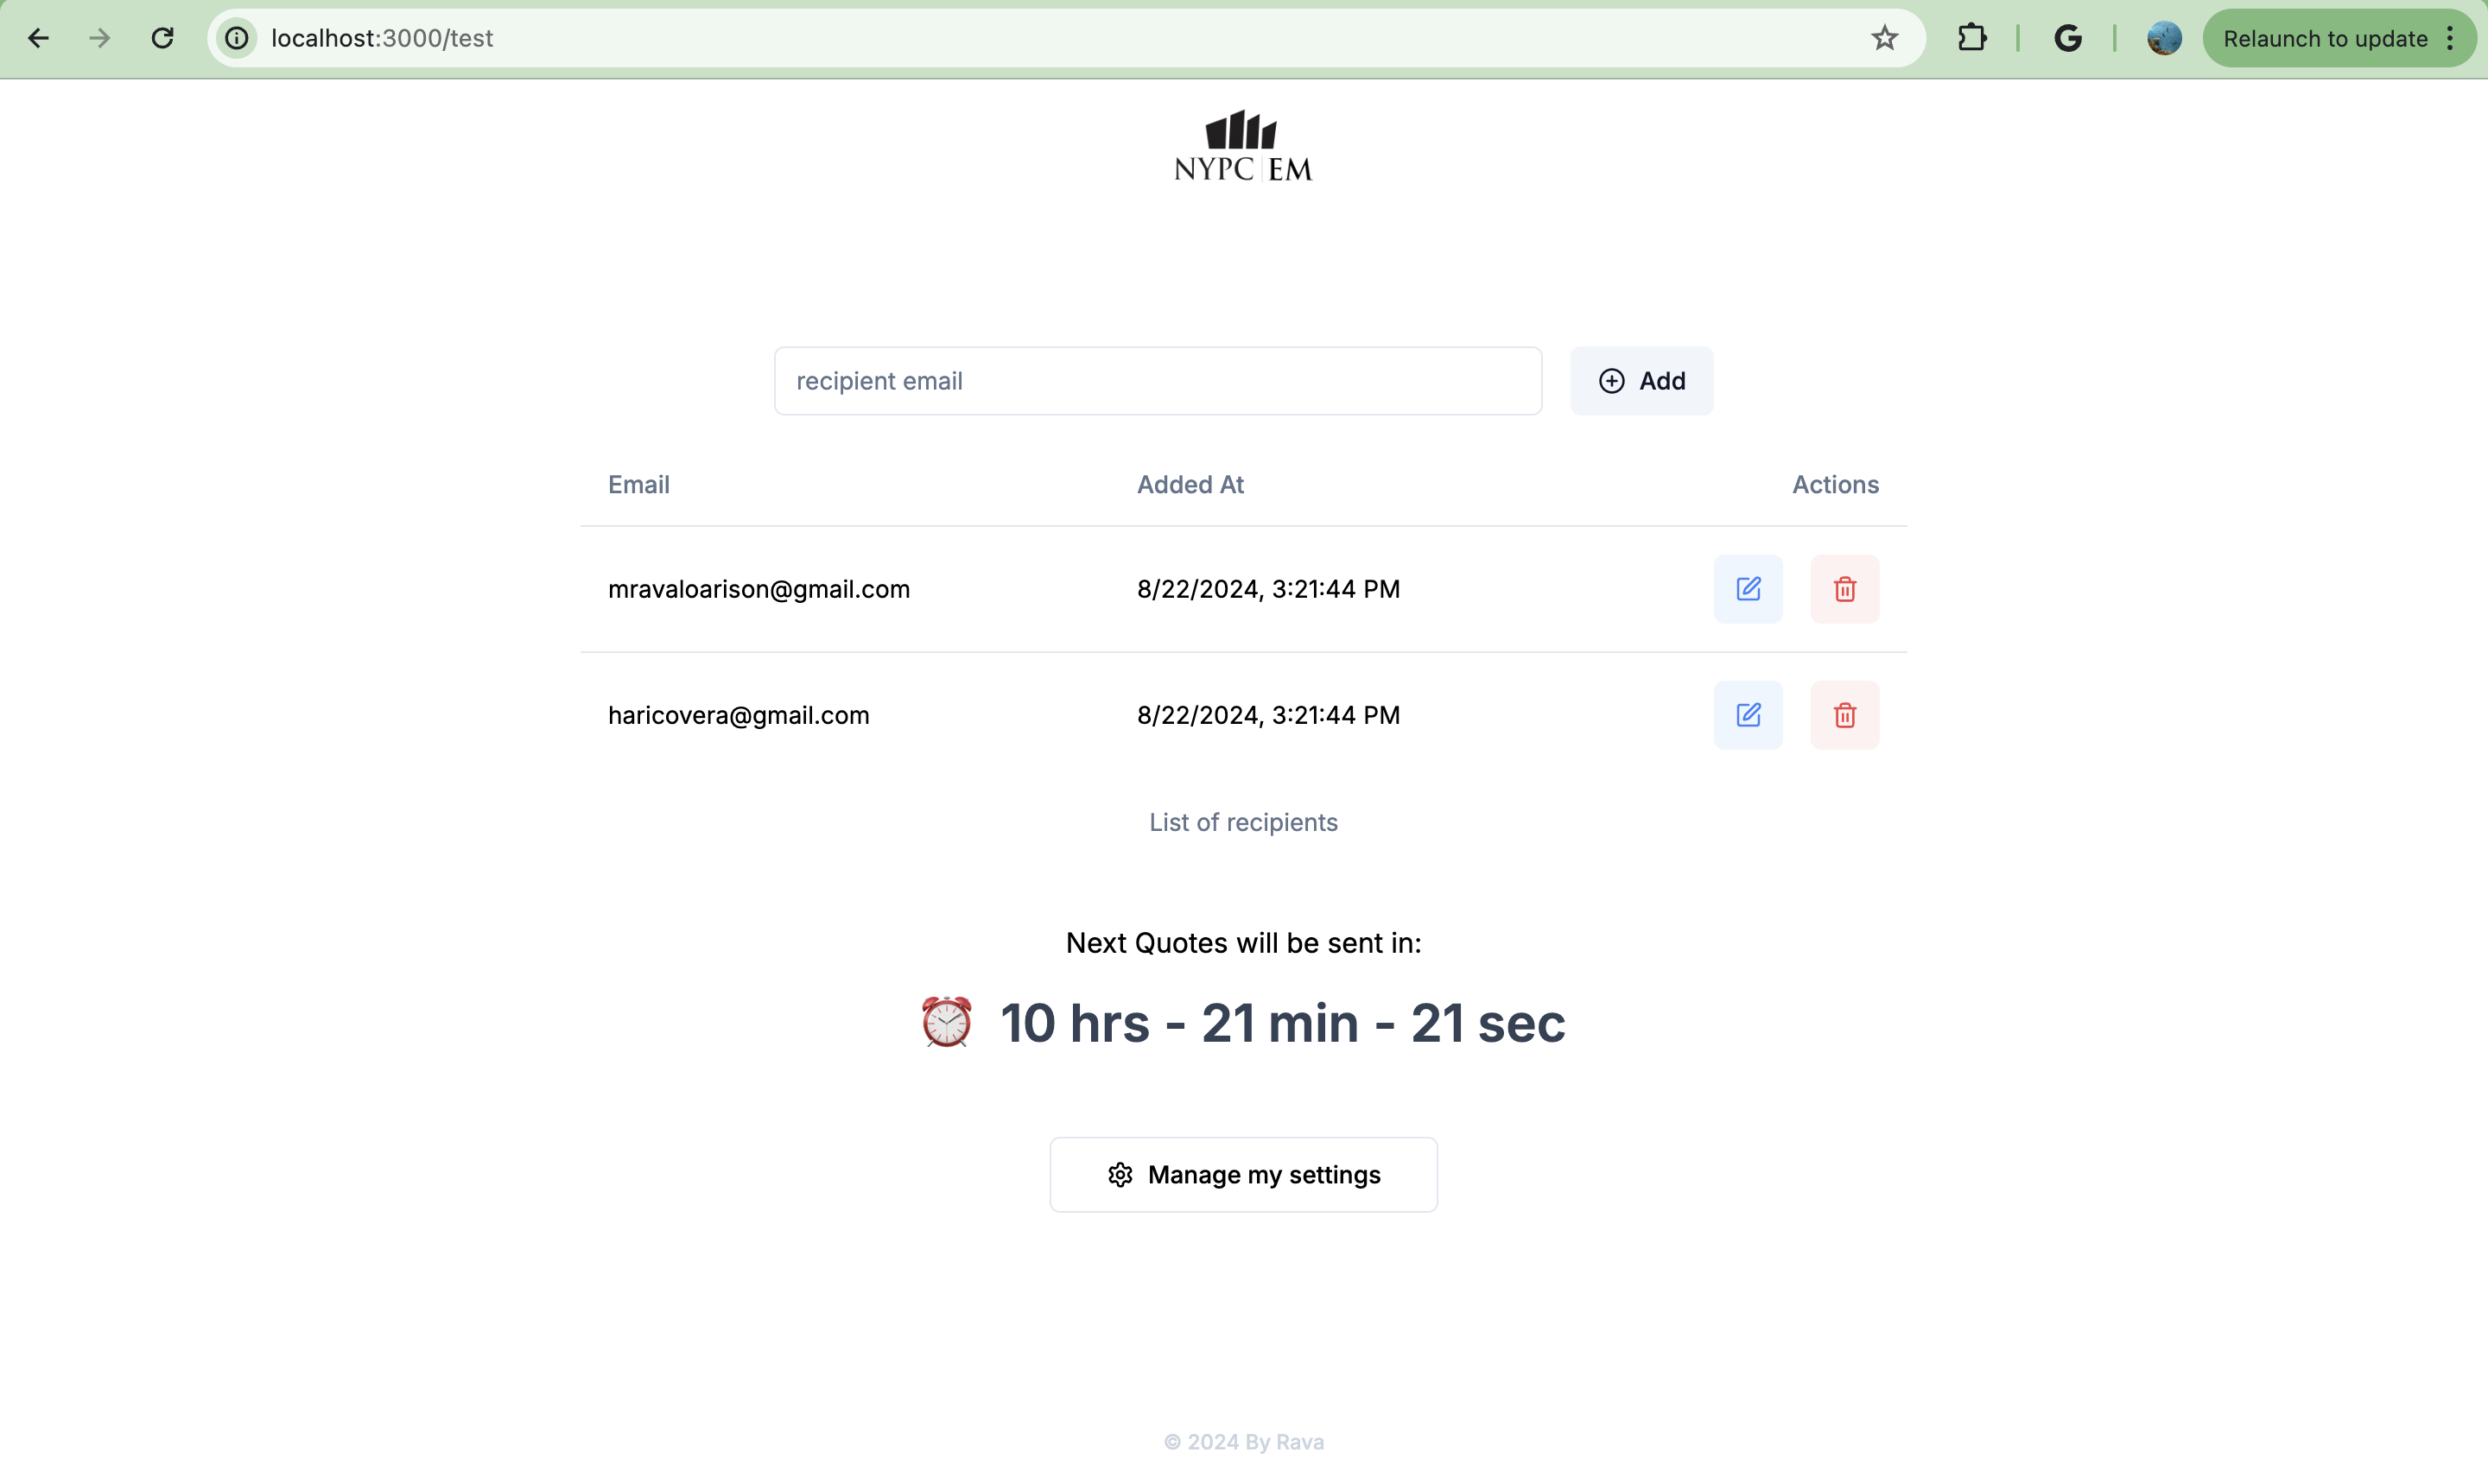 localhost:3000/test
Relaunch to update
NYPC EM
recipient email
Add
Email Added At Actions
mravaloarison@gmail.com 8/22/2024, 3:21:44 PM
haricovera@gmail.com 8/22/2024, 3:21:44 PM
List of recipients
Next Quotes will be sent in:
10 hrs - 21 min - 21 sec
Manage my settings
© 2024 By Rava